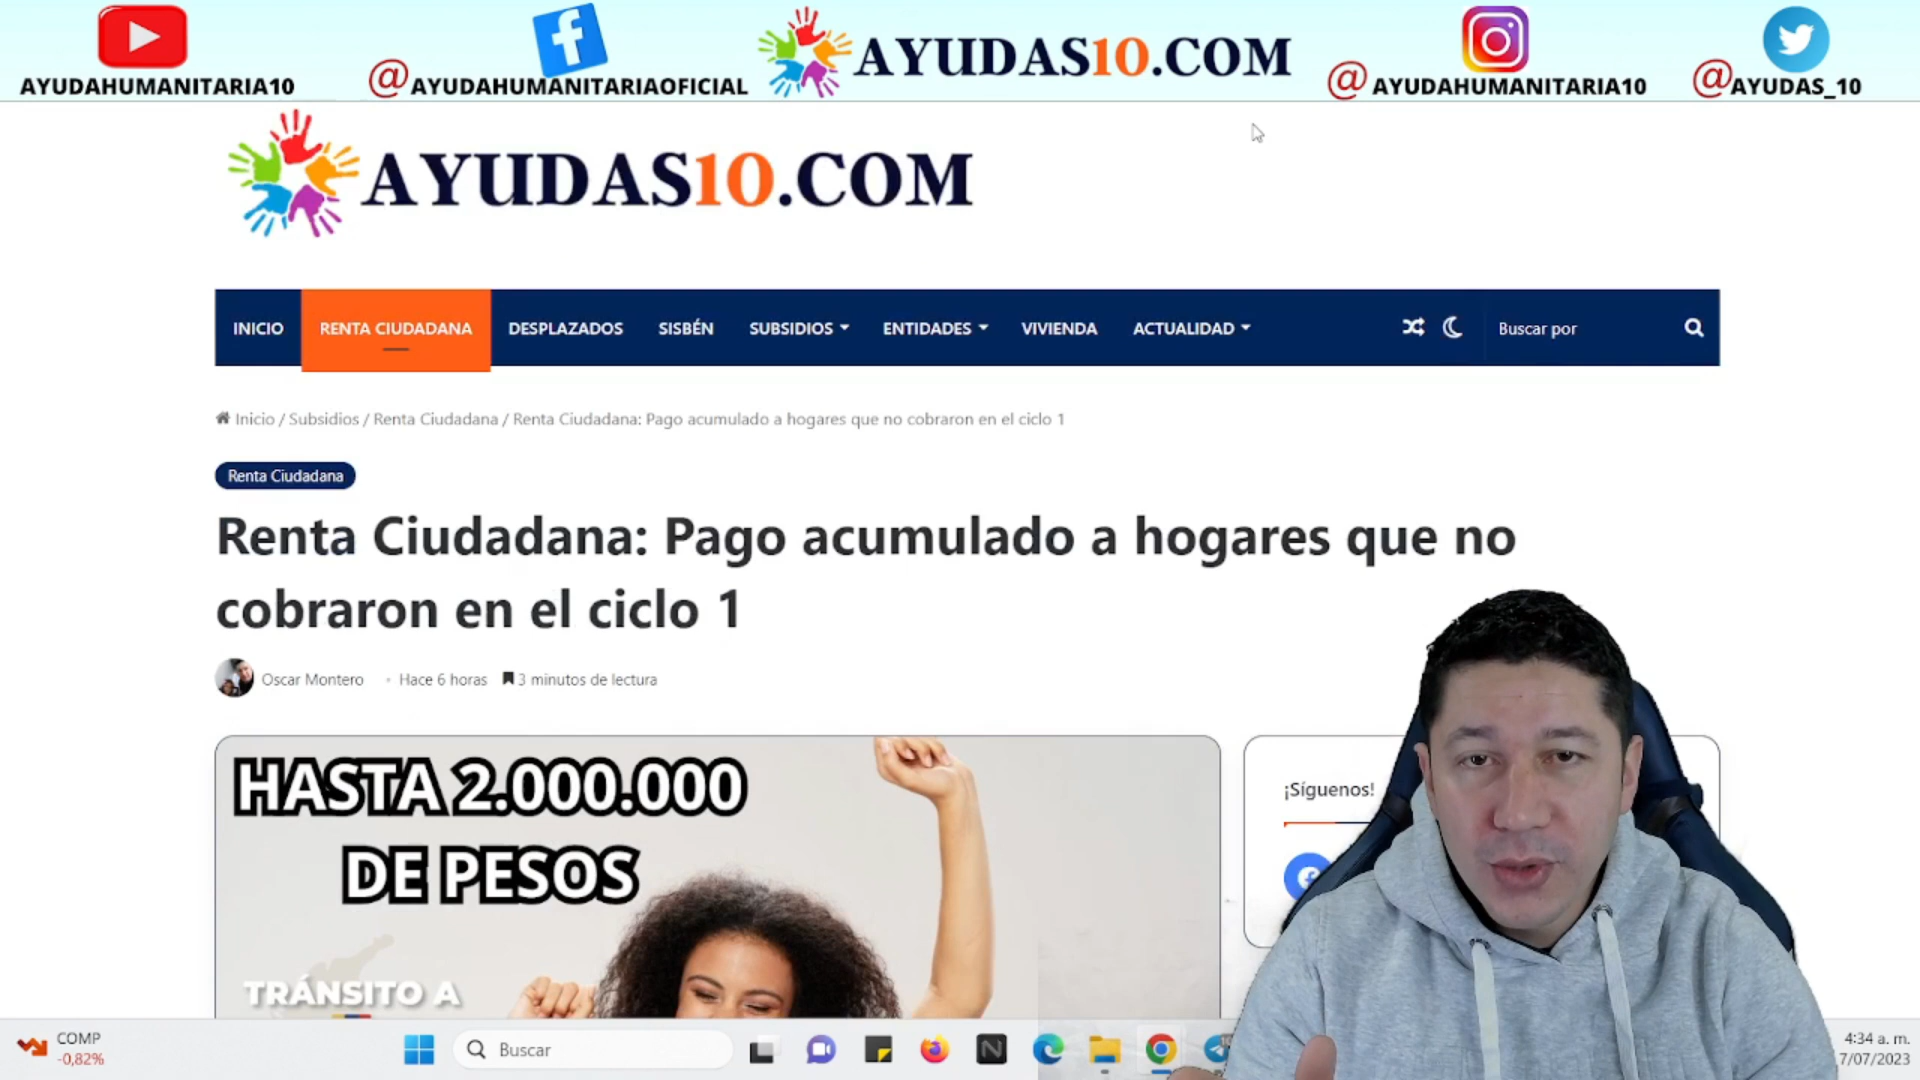 AYUDAHUMANITARIA10
@AYUDAHUMANITARIAOFICIAL
AYUDAS10.COM
@AYUDAHUMANITARIA10
@AYUDAS_10
AYUDAS10.COM
INICIO
RENTA CIUDADANA
DESPLAZADOS
SISBÉN
SUBSIDIOS
ENTIDADES
VIVIENDA
ACTUALIDAD
Buscar por
Inicio / Subsidios / Renta Ciudadana / Renta Ciudadana: Pago acumulado a hogares que no cobraron en el ciclo 1
Renta Ciudadana
Renta Ciudadana: Pago acumulado a hogares que no
cobraron en el ciclo 1
Oscar Montero • Hace 6 horas 3 minutos de lectura
HASTA 2.000.000
DE PESOS
TRÁNSITO A
¡Síguenos!
COMP
-0,82%
Buscar
4:34 a. m.
7/07/2023